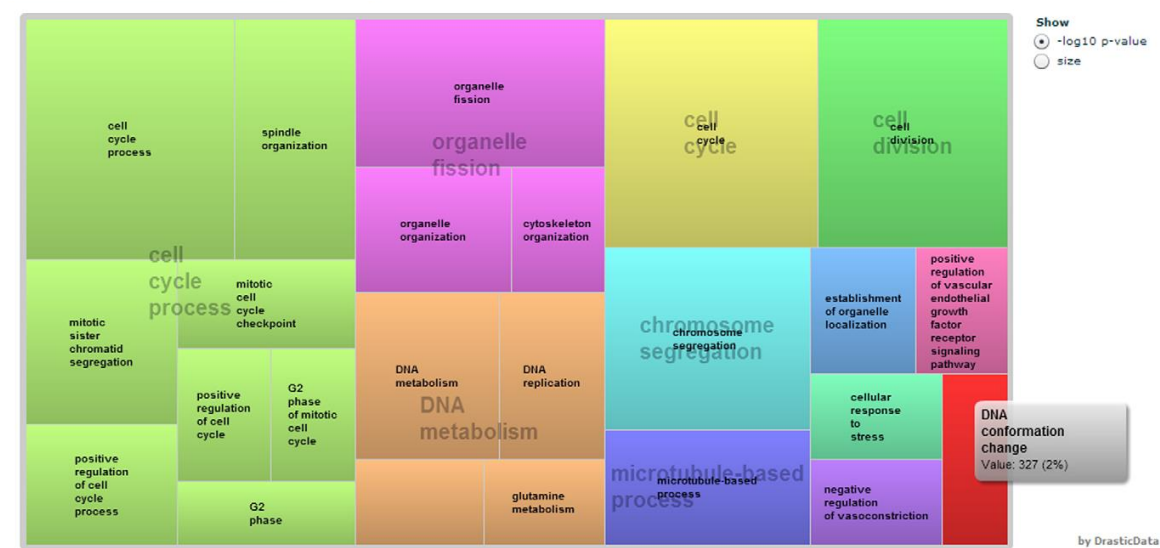 Show
-log10 p-value
size
cell
cycle
process
spindle
organization
cell
cycle
process
mitotic
sister
chromatid
segregation
mitotic
cell
cycle
checkpoint
positive
regulation
of cell
cycle
G2
phase
of mitotic
cell
cycle
positive
regulation
of cell
cycle
process
G2
phase
organelle
fission
organelle
fission
organelle
organization
cytoskeleton
organization
DNA
metabolism
DNA
replication
DNA
metabolism
glutamine
metabolism
cell
cycle
cell
cycle
cell
division
cell
division
chromosome
segregation
chromosome
segregation
microtubule-based
process
microtubule-based
process
establishment
of organelle
localization
positive
regulation
of vascular
endothelial
growth
factor
receptor
signaling
pathway
cellular
response
to
stress
negative
regulation
of vasoconstriction
DNA
conformation
change
Value: 327 (2%)
by DrasticData